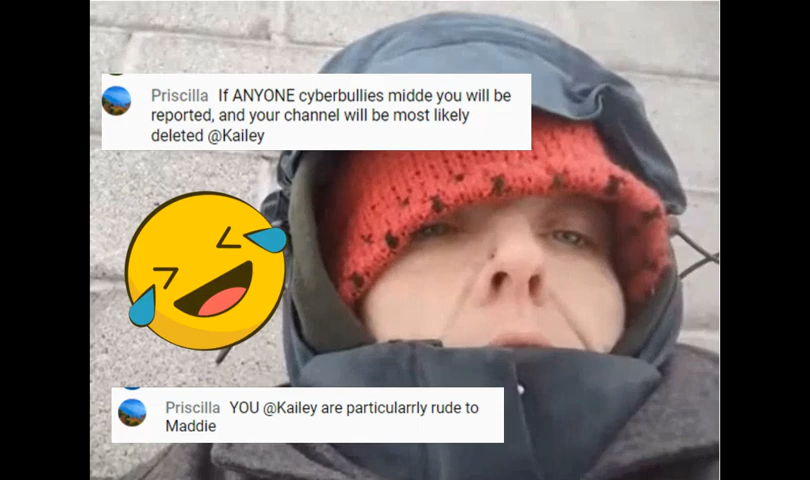 Priscilla If ANYONE cyberbullies midde you will be
reported, and your channel will be most likely
deleted @Kailey
Priscilla YOU @Kailey are particularrly rude to
Maddie